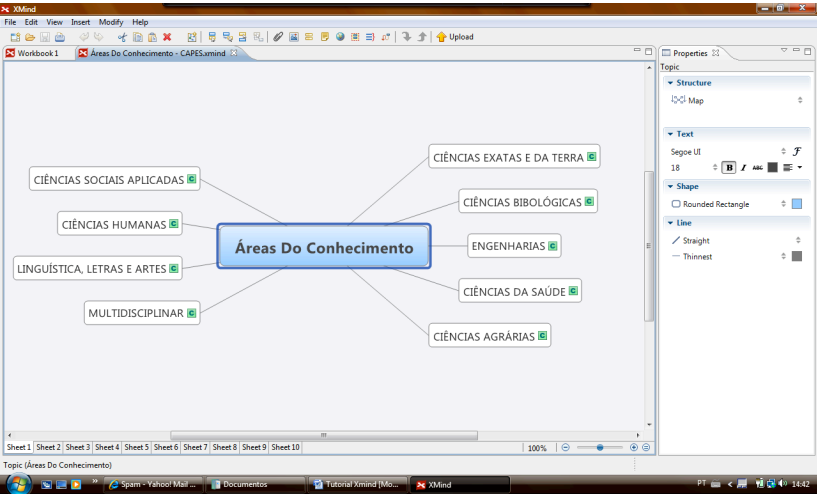 XMind
File Edit View Insert Modify Help
Upload
Workbook 1
Áreas Do Conhecimento - CAPES.xmind
Properties
Topic
Structure
Map
Text
Segoe UI
18
B I ABC
Shape
Rounded Rectangle
Line
Straight
Thinnest
CIÊNCIAS SOCIAIS APLICADAS C
CIÊNCIAS HUMANAS C
LINGUÍSTICA, LETRAS E ARTES C
MULTIDISCIPLINAR C
Áreas Do Conhecimento
CIÊNCIAS EXATAS E DA TERRA C
CIÊNCIAS BIBOLÓGICAS C
ENGENHARIAS C
CIÊNCIAS DA SAÚDE C
CIÊNCIAS AGRÁRIAS C
Sheet 1 Sheet 2 Sheet 3 Sheet 4 Sheet 5 Sheet 6 Sheet 7 Sheet 8 Sheet 9 Sheet 10
100%
Topic (Áreas Do Conhecimento)
Spam - Yahoo! Mail ...
Documentos
Tutorial Xmind [Mo...
XMind
PT
14:42